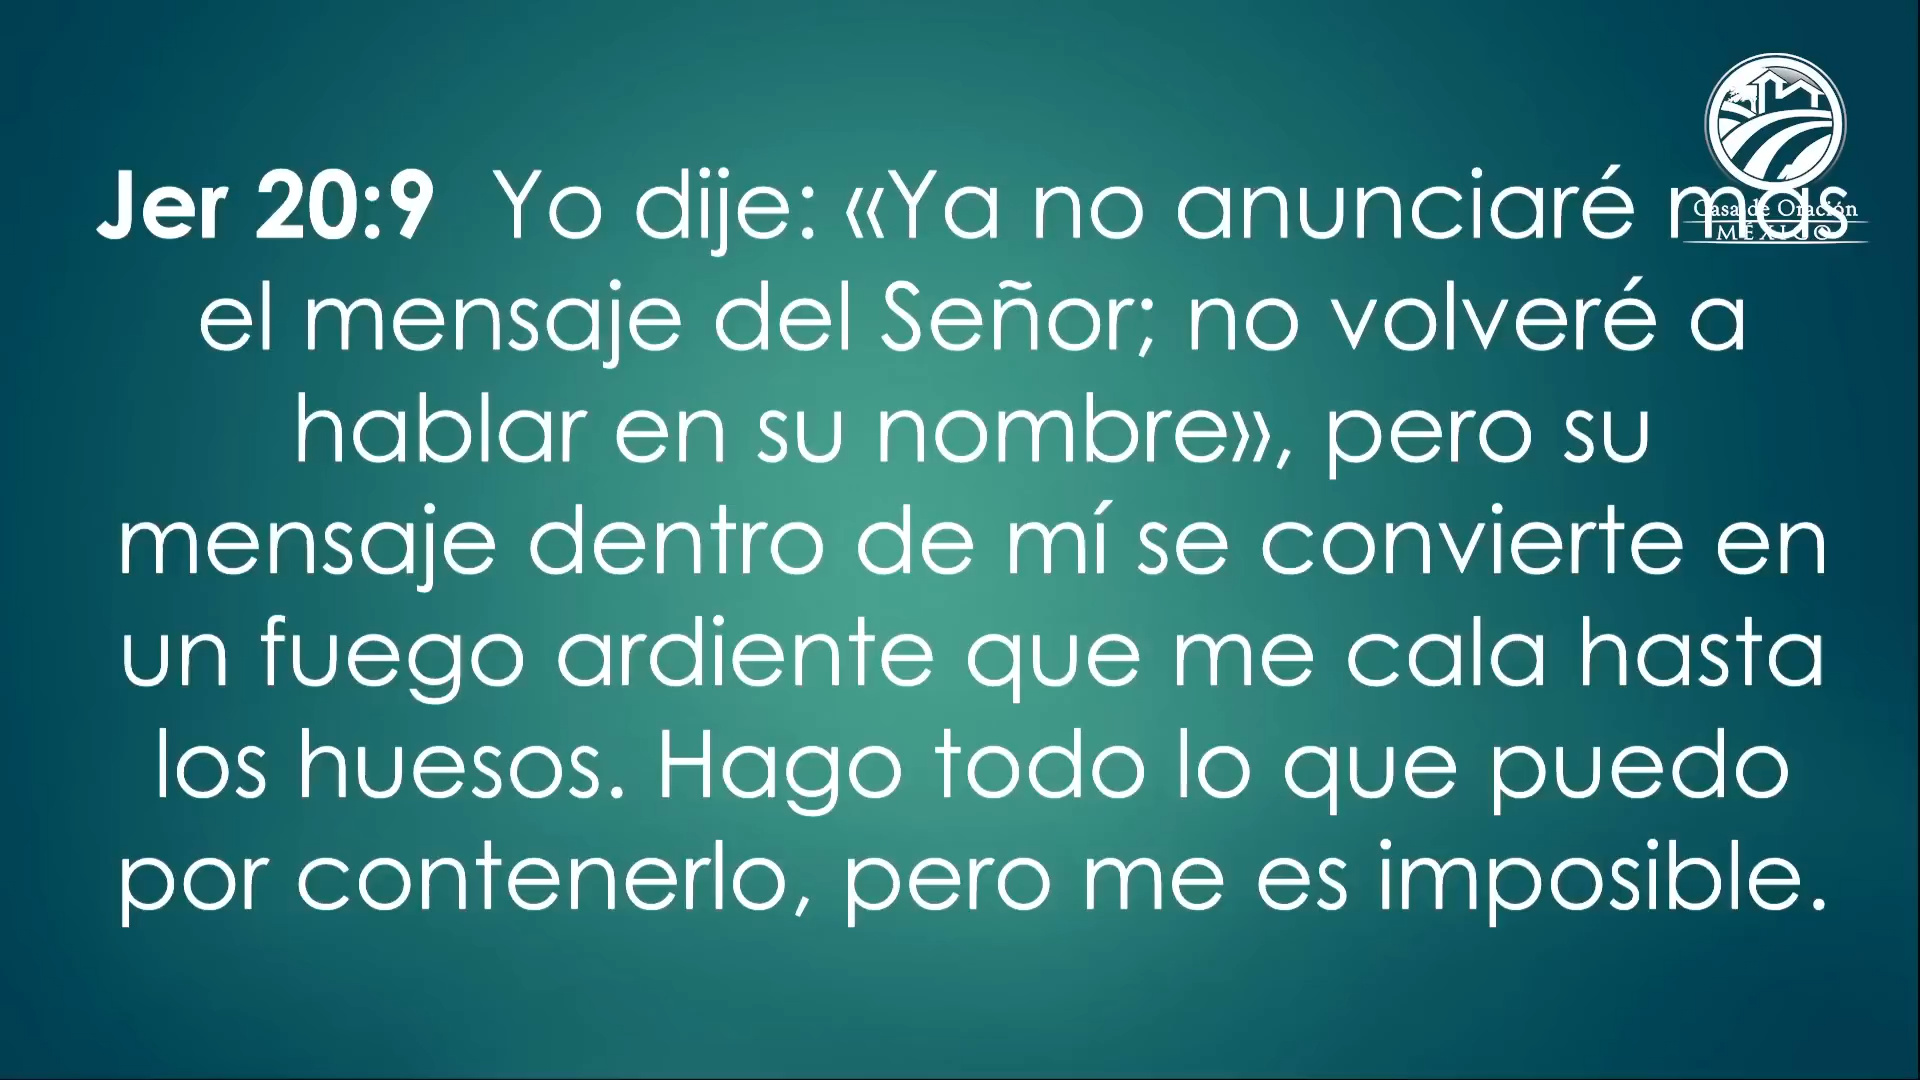 Jer 20:9 Yo dije: «Ya no anunciaré más
el mensaje del Señor; no volveré a
hablar en su nombre», pero su
mensaje dentro de mí se convierte en
un fuego ardiente que me cala hasta
los huesos. Hago todo lo que puedo
por contenerlo, pero me es imposible.
Casa de Oración
MÉXICO